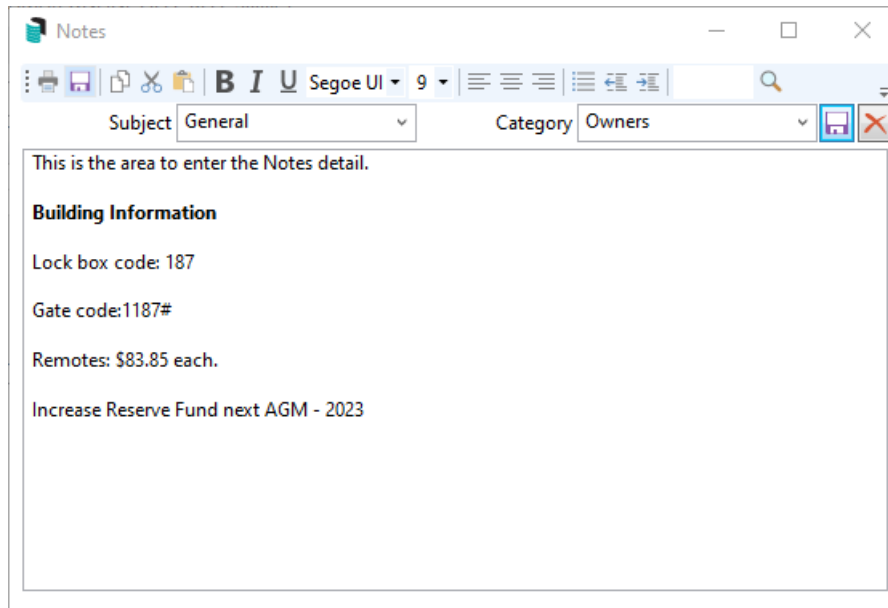 Notes
B I U Segoe UI 9
Subject General Category Owners
This is the area to enter the Notes detail.
Building Information
Lock box code: 187
Gate code:1187#
Remotes: $83.85 each.
Increase Reserve Fund next AGM - 2023